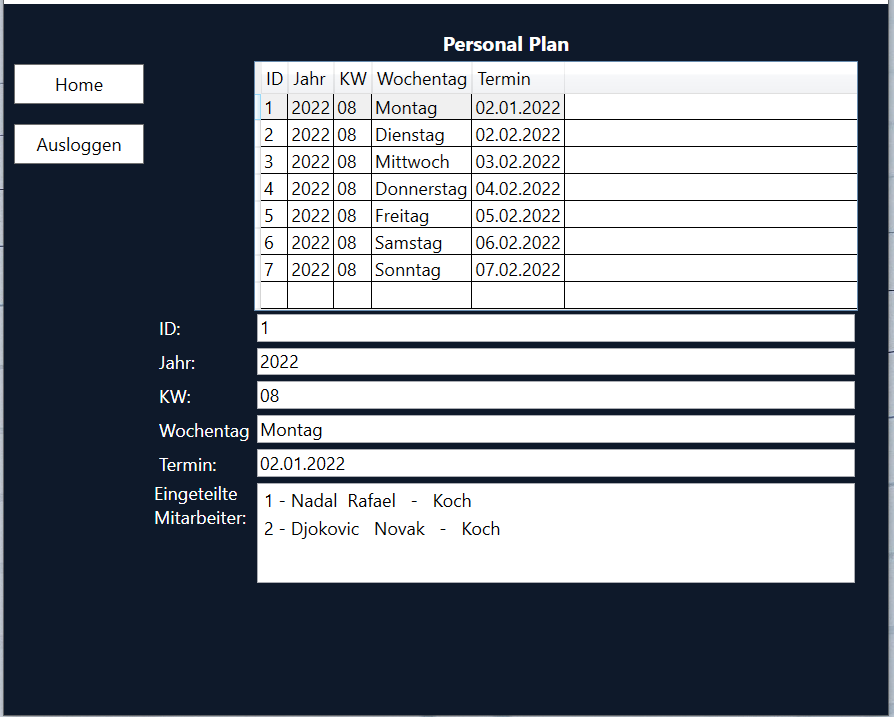 Personal Plan
Home
Ausloggen
ID Jahr KW Wochentag Termin
1 2022 08 Montag 02.01.2022
2 2022 08 Dienstag 02.02.2022
3 2022 08 Mittwoch 03.02.2022
4 2022 08 Donnerstag 04.02.2022
5 2022 08 Freitag 05.02.2022
6 2022 08 Samstag 06.02.2022
7 2022 08 Sonntag 07.02.2022
ID: 1
Jahr: 2022
KW: 08
Wochentag Montag
Termin: 02.01.2022
Eingeteilte
Mitarbeiter:
1 - Nadal Rafael - Koch
2 - Djokovic Novak - Koch